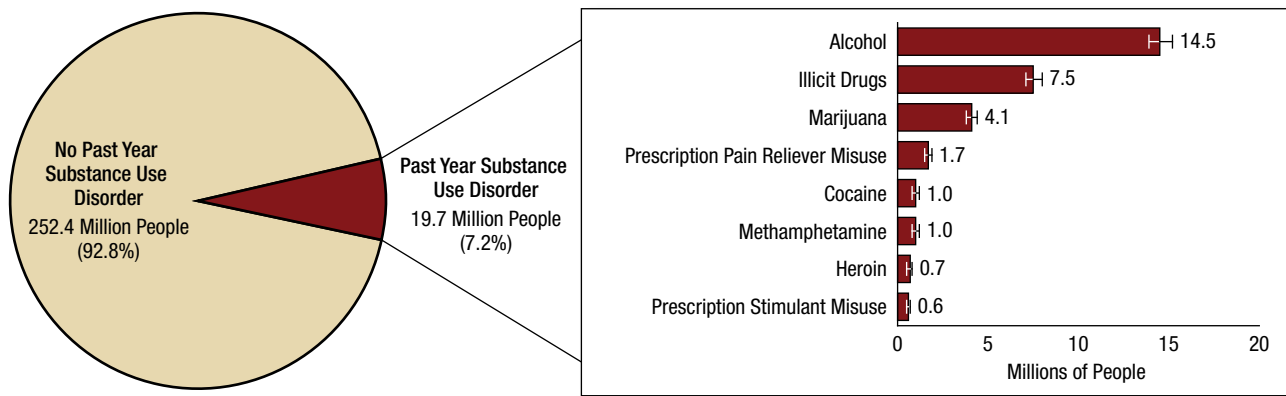 No Past Year
Substance Use
Disorder
252.4 Million People
(92.8%)
Past Year Substance
Use Disorder
19.7 Million People
(7.2%)
Alcohol 14.5
Illicit Drugs 7.5
Marijuana 4.1
Prescription Pain Reliever Misuse 1.7
Cocaine 1.0
Methamphetamine 1.0
Heroin 0.7
Prescription Stimulant Misuse 0.6
0 5 10 15 20
Millions of People